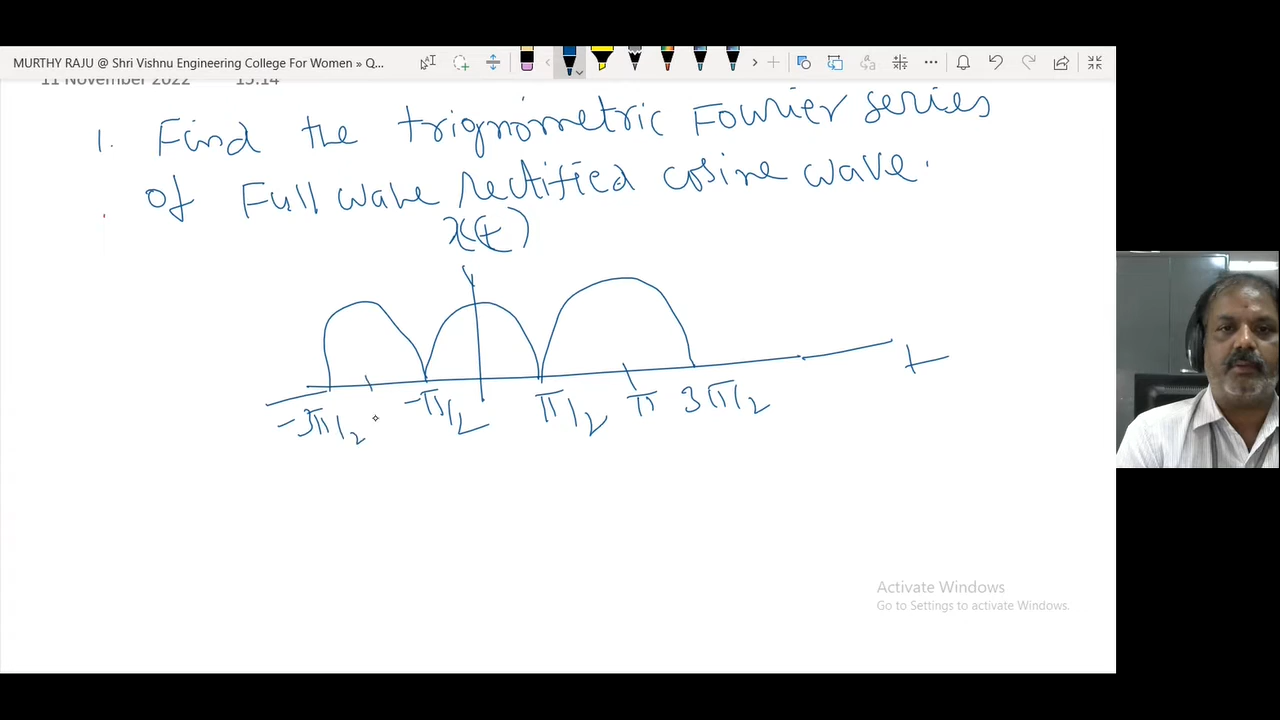 MURTHY RAJU @ Shri Vishnu Engineering College For Women » Q...
11 November 2022 15:14
1. Find the trignometric Fourier series
of Full wave rectified cosine wave.
x(t)
-3π/2 -π/2 π/2 π 3π/2 t
Activate Windows
Go to Settings to activate Windows.